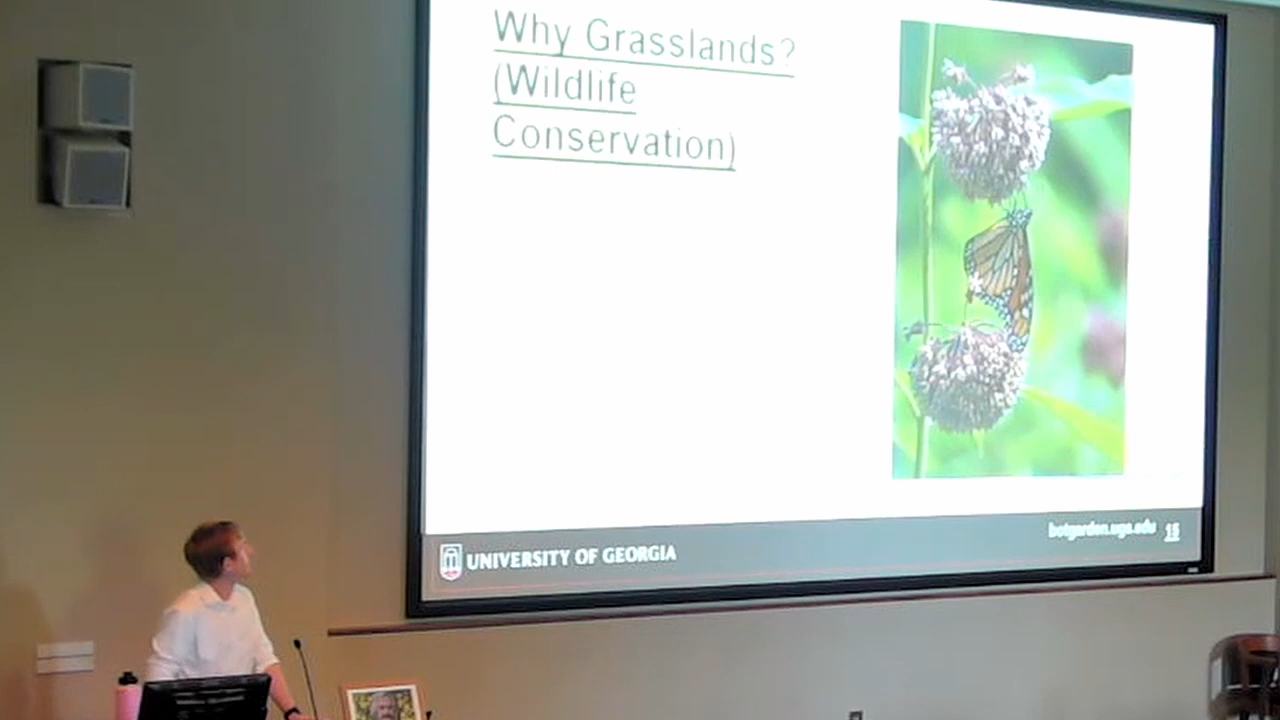 Why Grasslands?
(Wildlife
Conservation)
UNIVERSITY OF GEORGIA
botgarden.uga.edu 15